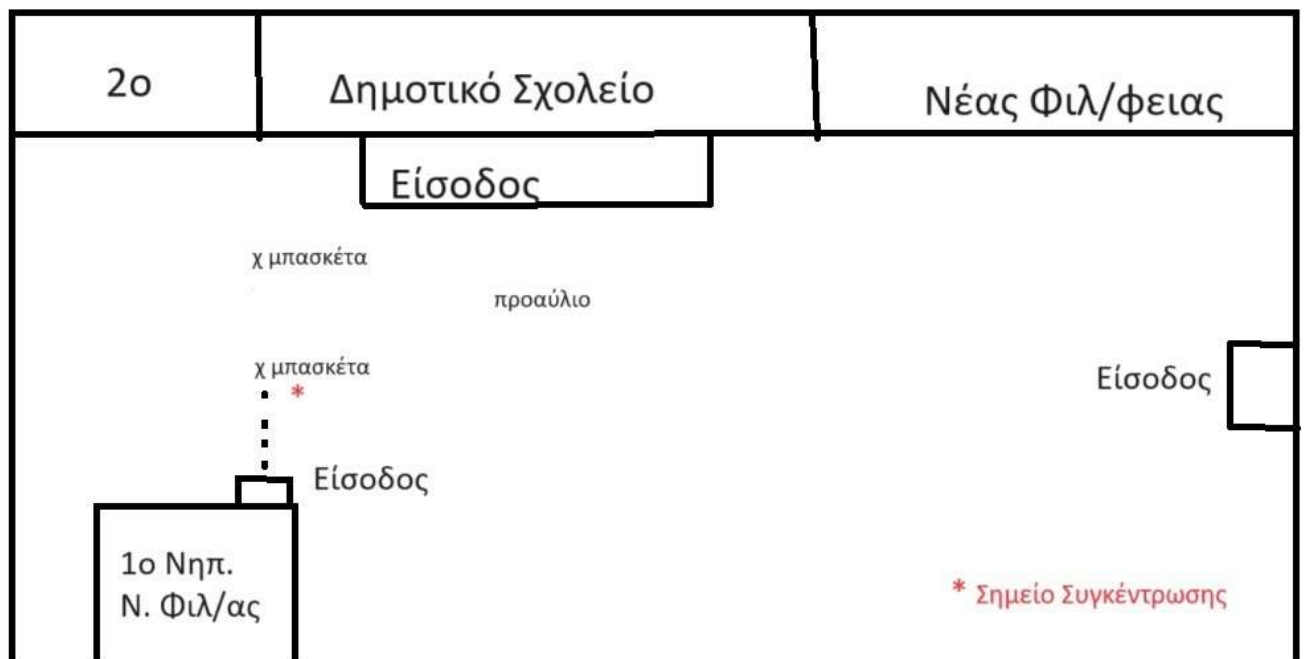 2ο
Δημοτικό Σχολείο
Νέας Φιλ/φειας
Είσοδος
χ μπασκέτα
προαύλιο
χ μπασκέτα
*
Είσοδος
Είσοδος
1ο Νηπ.
Ν. Φιλ/ας
* Σημείο Συγκέντρωσης